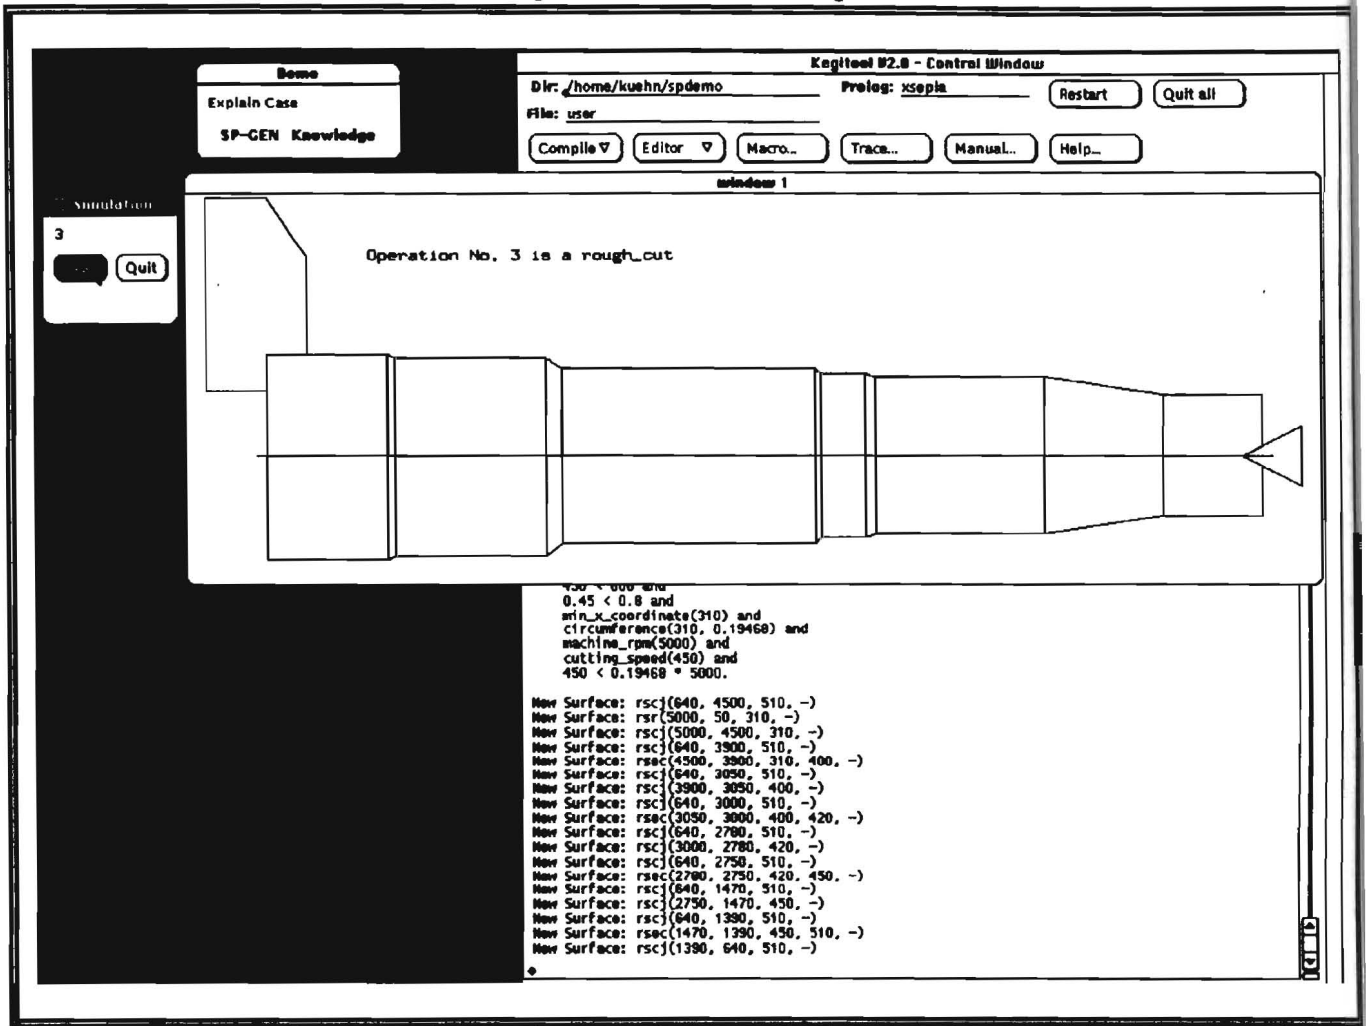 Demo
Explain Case
SP-GEN Knowledge
Kegitool V2.0 - Control Window
Dir: /home/kuehn/spdemo Prolog: xsepia Restart Quit all
File: user
Compile Editor Macro... Trace... Manual... Help...
window 1
Simulation
3
Quit
Operation No. 3 is a rough_cut
450 < 600 and
0.45 < 0.8 and
min_x_coordinate(310) and
circumference(310, 0.19468) and
machine_rpm(5000) and
cutting_speed(450) and
450 < 0.19468 * 5000.
New Surface: rscj(640, 4500, 510, -)
New Surface: rsr(5000, 50, 310, -)
New Surface: rscj(5000, 4500, 310, -)
New Surface: rscj(640, 3900, 510, -)
New Surface: rsec(4500, 3900, 310, 400, -)
New Surface: rscj(640, 3050, 510, -)
New Surface: rscj(3900, 3050, 400, -)
New Surface: rscj(640, 3000, 510, -)
New Surface: rsec(3050, 3000, 400, 420, -)
New Surface: rscj(640, 2780, 510, -)
New Surface: rscj(3000, 2780, 420, -)
New Surface: rscj(640, 2750, 510, -)
New Surface: rsec(2780, 2750, 420, 450, -)
New Surface: rscj(640, 1470, 510, -)
New Surface: rscj(2750, 1470, 450, -)
New Surface: rscj(640, 1390, 510, -)
New Surface: rsec(1470, 1390, 450, 510, -)
New Surface: rscj(1390, 640, 510, -)